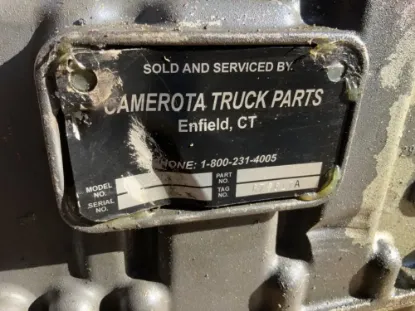 SOLD AND SERVICED BY
CAMEROTA TRUCK PARTS
Enfield, CT
PHONE: 1-800-231-4005
MODEL NO. PART NO.
SERIAL NO. TAG NO. A